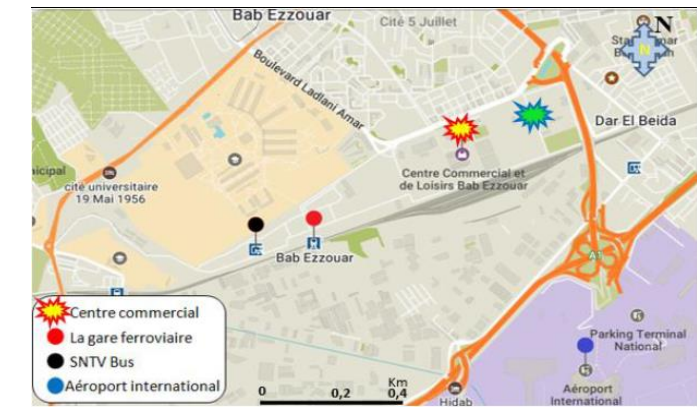 Bab Ezzouar
Cité 5 Juillet
N
N
Boulevard Ladlani Amar
Dar El Beida
Centre Commercial et
de Loisirs Bab Ezzouar
cité universitaire
19 Mai 1956
Bab Ezzouar
A1
Parking Terminal
National
Aéroport
International
Hidab
Centre commercial
La gare ferroviaire
SNTV Bus
Aéroport international
Km
0 0,2 0,4